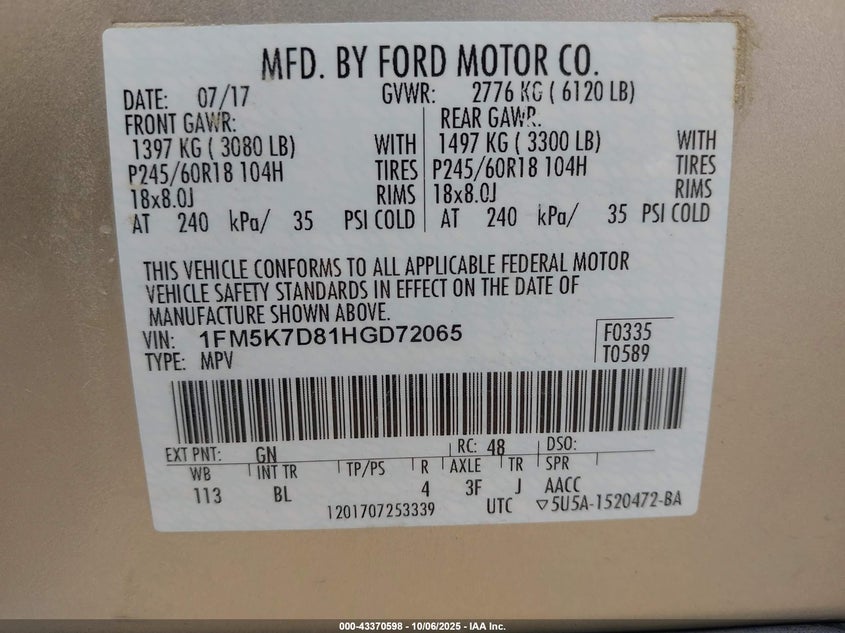 MFD. BY FORD MOTOR CO.
DATE: 07/17 GVWR: 2776 KG ( 6120 LB)
FRONT GAWR: REAR GAWR:
1397 KG ( 3080 LB) WITH 1497 KG ( 3300 LB) WITH
P245/60R18 104H TIRES P245/60R18 104H TIRES
18x8.0J RIMS 18x8.0J RIMS
AT 240 kPa/ 35 PSI COLD AT 240 kPa/ 35 PSI COLD
THIS VEHICLE CONFORMS TO ALL APPLICABLE FEDERAL MOTOR
VEHICLE SAFETY STANDARDS IN EFFECT ON THE DATE OF
MANUFACTURE SHOWN ABOVE.
VIN: 1FM5K7D81HGD72065 F0335
TYPE: MPV T0589
EXT PNT: GN RC: 48 DSO:
WB INT TR TP/PS R AXLE TR SPR
113 BL 4 3F J AACC
1201707253339 UTC ▽5U5A-1520472-BA
000-43370598 - 10/06/2025 - IAA Inc.